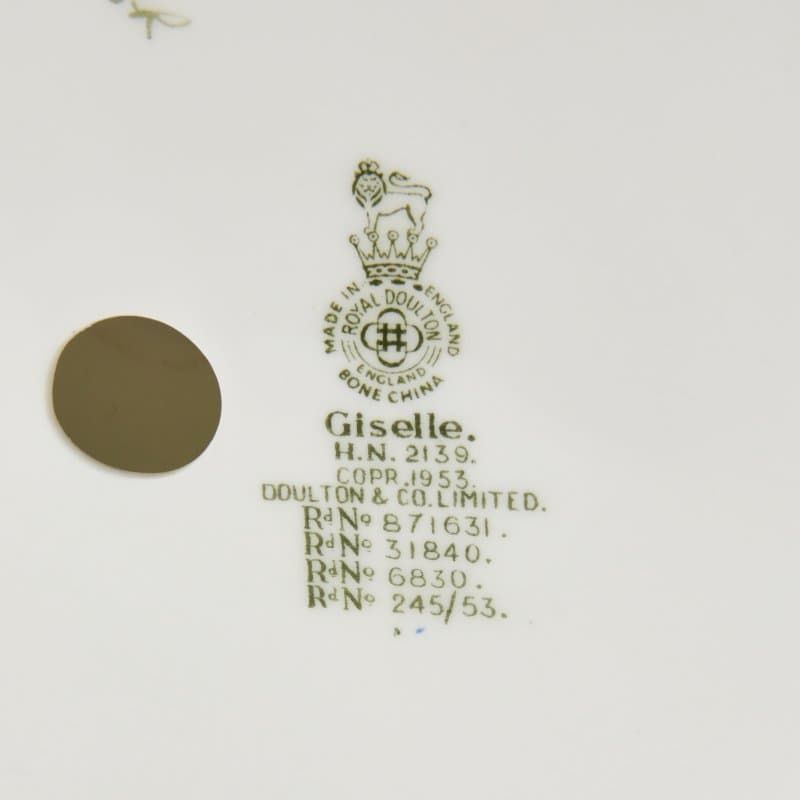 MADE IN ENGLAND
ROYAL DOULTON
ENGLAND
BONE CHINA
Giselle.
H.N. 2139.
COPR. 1953.
DOULTON & CO. LIMITED.
Rd No 871631.
Rd No 31840.
Rd No 6830.
Rd No 245/53.